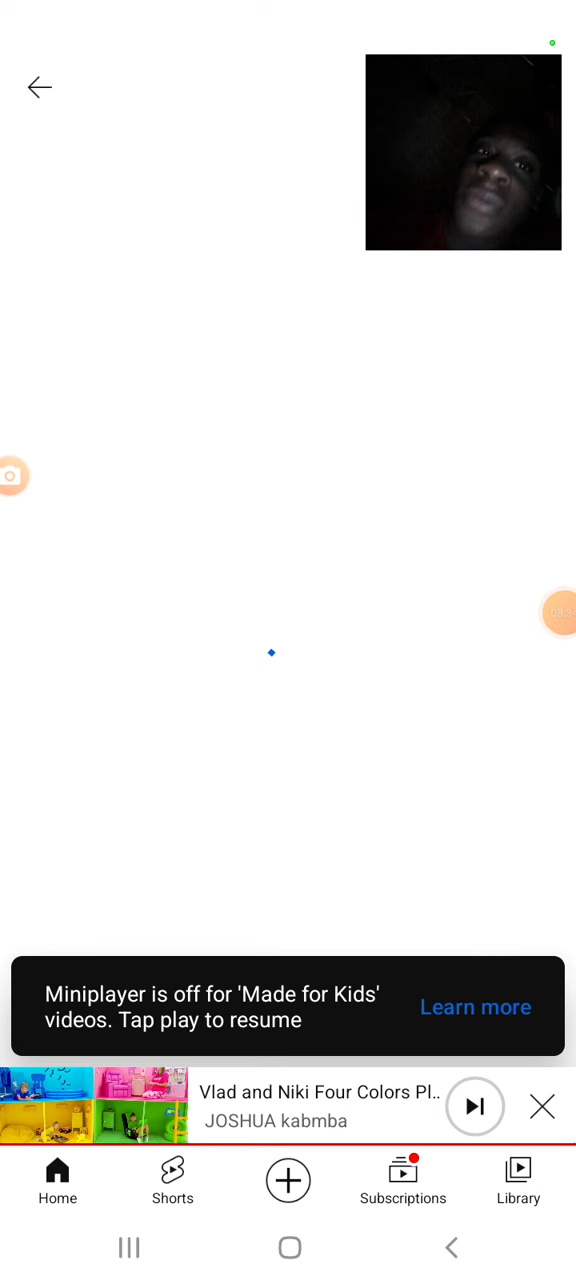 Miniplayer is off for 'Made for Kids'
videos. Tap play to resume
Learn more
Vlad and Niki Four Colors Pl..
JOSHUA kabmba
Home
Shorts
Subscriptions
Library